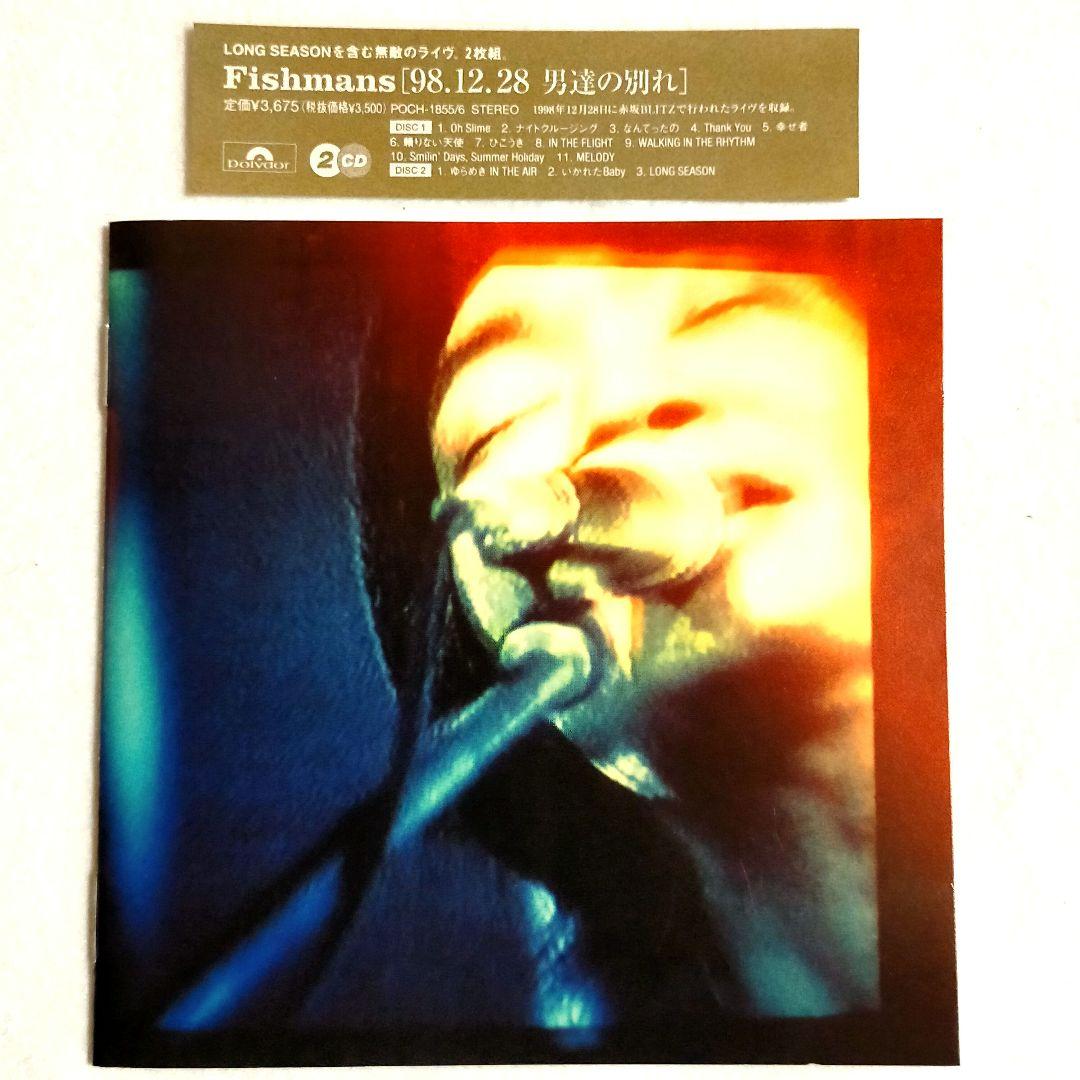 LONG SEASONを含む無敵のライヴ。2枚組。
Fishmans[98.12.28 男達の別れ]
定価¥3,675(税抜価格¥3,500) POCH-1855/6 STEREO 1998年12月28日に赤坂BLITZで行われたライヴを収録。
DISC 1 1. Oh Slime 2. ナイトクルージング 3. なんてったの 4. Thank You 5. 幸せ者
6. 頼りない天使 7. ひこうき 8. IN THE FLIGHT 9. WALKING IN THE RHYTHM
10. Smilin' Days, Summer Holiday 11. MELODY
DISC 2 1. ゆらめき IN THE AIR 2. いかれたBaby 3. LONG SEASON
polydor
2CD